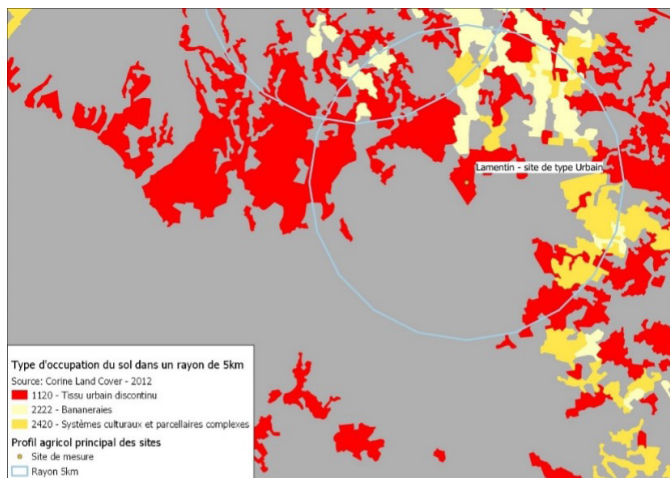 Lamentin - site de type Urbain
Type d'occupation du sol dans un rayon de 5km
Source: Corine Land Cover - 2012
1120 - Tissu urbain discontinu
2222 - Bananeraies
2420 - Systèmes culturaux et parcellaires complexes
Profil agricol principal des sites
Site de mesure
Rayon 5km